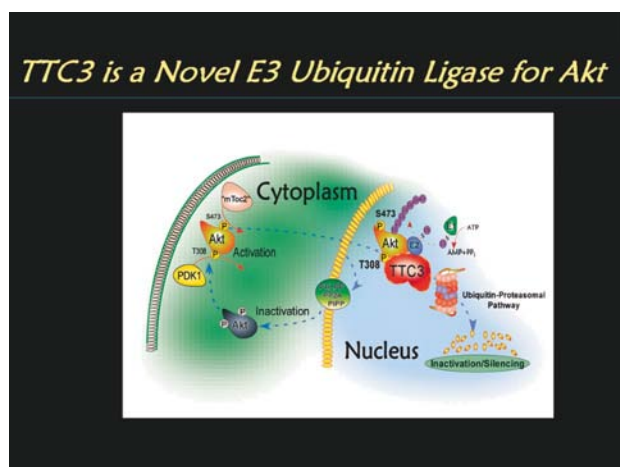 TTC3 is a Novel E3 Ubiquitin Ligase for Akt
Cytoplasm
"mToc2"
S473
P
Akt
Activation
T308
P
PDK1
Inactivation
P
P
Akt
PIPP
S473
P
Akt
E2
P
T308
TTC3
ATP
AMP+PPi
Ubiquitin-Proteasomal
Pathway
Nucleus
Inactivation/Silencing